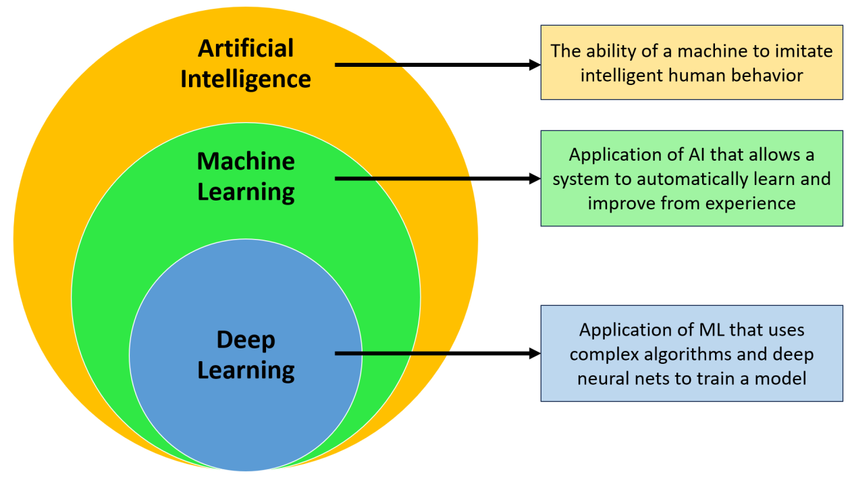 Artificial
Intelligence
The ability of a machine to imitate
intelligent human behavior
Machine
Learning
Application of AI that allows a
system to automatically learn and
improve from experience
Deep
Learning
Application of ML that uses
complex algorithms and deep
neural nets to train a model